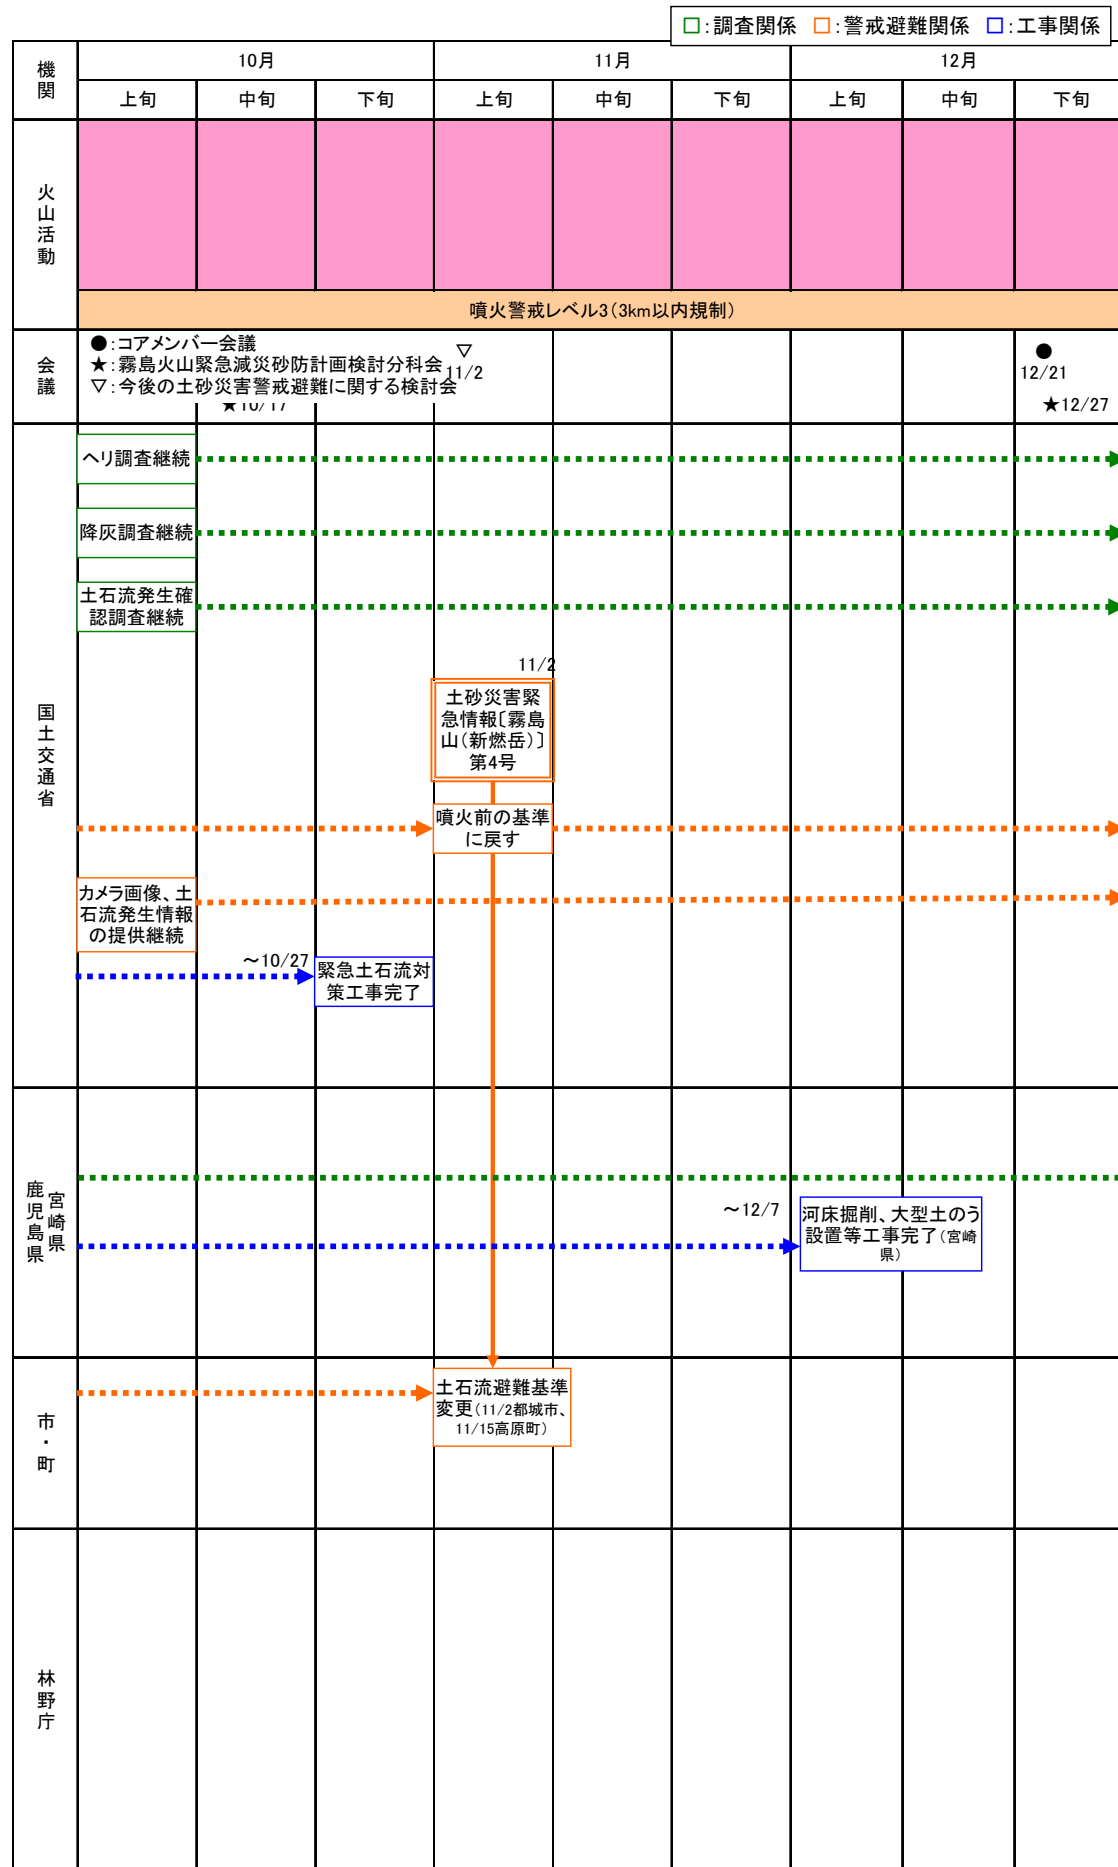 □:調査関係 □:警戒避難関係 □:工事関係
機関
10月 11月 12月
上旬 中旬 下旬 上旬 中旬 下旬 上旬 中旬 下旬
火山活動
噴火警戒レベル3(3km以内規制)
会議
●:コアメンバー会議
★:霧島火山緊急減災砂防計画検討分科会
▽:今後の土砂災害警戒避難に関する検討会
★10/17
▽
11/2
●
12/21
★12/27
国土交通省
ヘリ調査継続
降灰調査継続
土石流発生確
認調査継続
11/2
土砂災害緊
急情報〔霧島
山(新燃岳)〕
第4号
噴火前の基準
に戻す
カメラ画像、土
石流発生情報
の提供継続
～10/27
緊急土石流対
策工事完了
宮崎県
鹿児島県
～12/7
河床掘削、大型土のう
設置等工事完了(宮崎
県)
市・町
土石流避難基準
変更(11/2都城市、
11/15高原町)
林野庁